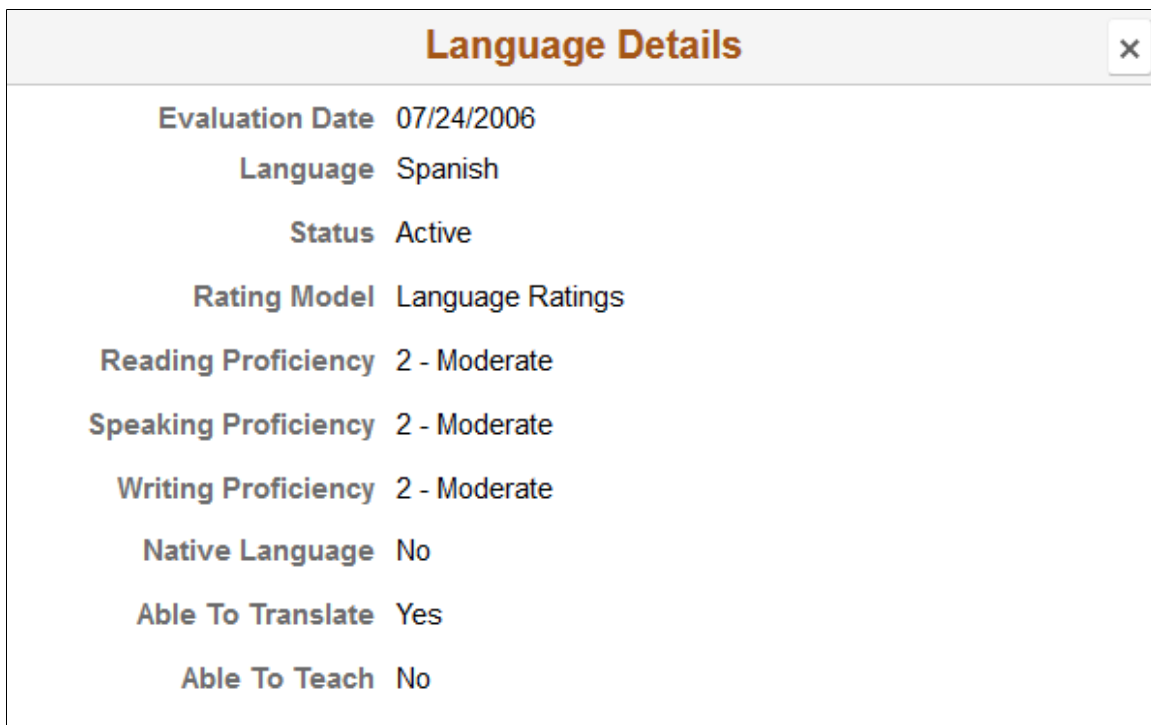 Language Details
×
Evaluation Date 07/24/2006
Language Spanish
Status Active
Rating Model Language Ratings
Reading Proficiency 2 - Moderate
Speaking Proficiency 2 - Moderate
Writing Proficiency 2 - Moderate
Native Language No
Able To Translate Yes
Able To Teach No